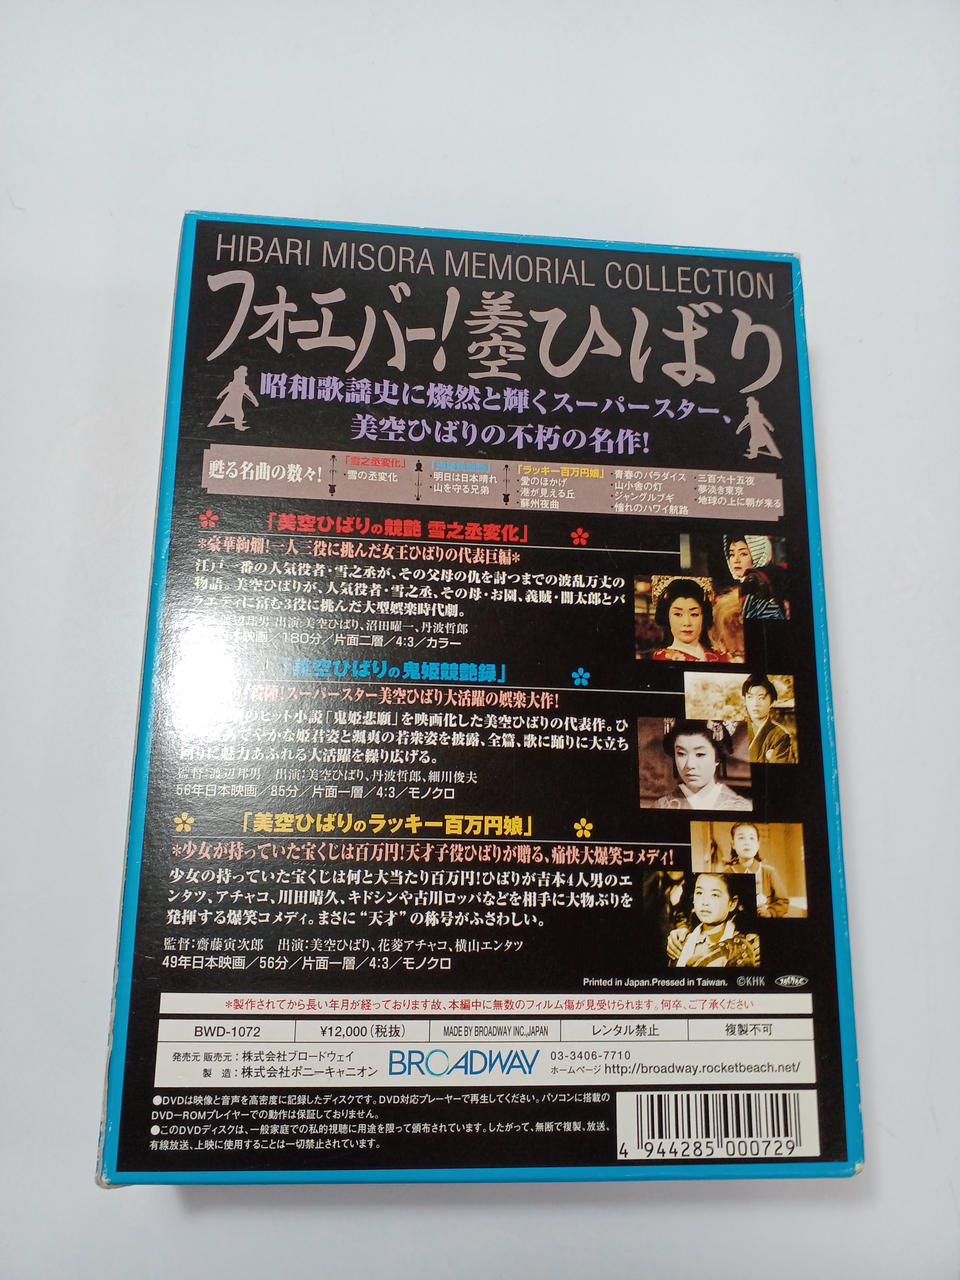 HIBARI MISORA MEMORIAL COLLECTION
フォーエバー!美空ひばり
昭和歌謡史に燦然と輝くスーパースター、
美空ひばりの不朽の名作!
甦る名曲の数々!
「雪之丞変化」
・雪の丞変化
・明日は日本晴れ
・山を守る兄弟
「ラッキー百万円娘」
・愛のほかげ
・港が見える丘
・蘇州夜曲
・青春のパラダイス
・山小舎の灯
・ジャングルブギ
・憧れのハワイ航路
・三百六十五夜
・夢淡き東京
・地球の上に朝が来る
「美空ひばりの競艶 雪之丞変化」
*豪華絢爛!一人三役に挑んだ女王ひばりの代表巨編*
江戸一番の人気役者・雪之丞が、その父母の仇を討つまでの波乱万丈の
物語。美空ひばりが、人気役者・雪之丞、その母・お園、義賊・闇太郎とバ
ラエティに富む3役に挑んだ大型娯楽時代劇。
渡辺邦男 出演:美空ひばり、沼田曜一、丹波哲郎
日本映画/180分/片面二層/4:3/カラー
「美空ひばりの鬼姫競艶録」
!スーパースター美空ひばり大活躍の娯楽大作!
のヒット小説「鬼姫悲願」を映画化した美空ひばりの代表作。ひ
あでやかな姫君姿と颯爽の若衆姿を披露、全篇、歌に踊りに大立ち
回りに魅力あふれる大活躍を繰り広げる。
監督:渡辺邦男 出演:美空ひばり、丹波哲郎、細川俊夫
56年日本映画/85分/片面一層/4:3/モノクロ
「美空ひばりのラッキー百万円娘」
*少女が持っていた宝くじは百万円!天才子役ひばりが贈る、痛快大爆笑コメディ!
少女の持っていた宝くじは何と大当たり百万円!ひばりが吉本4人男のエ
ンタツ、アチャコ、川田晴久、キドシンや古川ロッパなどを相手に大物ぶりを
発揮する爆笑コメディ。まさに“天才”の称号がふさわしい。
監督:齋藤寅次郎 出演:美空ひばり、花菱アチャコ、横山エンタツ
49年日本映画/56分/片面一層/4:3/モノクロ
Printed in Japan.Pressed in Taiwan. ©KHK
*製作されてから長い年月が経っております故、本編中に無数のフィルム傷が見受けられます。何卒、ご了承ください
BWD-1072 ¥12,000(税抜) MADE BY BROADWAY INC.,JAPAN レンタル禁止 複製不可
発売元 販売元:株式会社ブロードウェイ
製 造:株式会社ポニーキャニオン
BROADWAY
03-3406-7710
ホームページ http://broadway.rocketbeach.net/
●DVDは映像と音声を高密度に記録したディスクです。DVD対応プレーヤーで再生してください。パソコンに搭載の
DVD-ROMプレイヤーでの動作は保証しておりません。
●このDVDディスクは、一般家庭での私的視聴に用途を限って頒布されています。したがって、無断で複製、放送、
有線放送、上映に使用することは一切禁止されています。
4 944285 000729